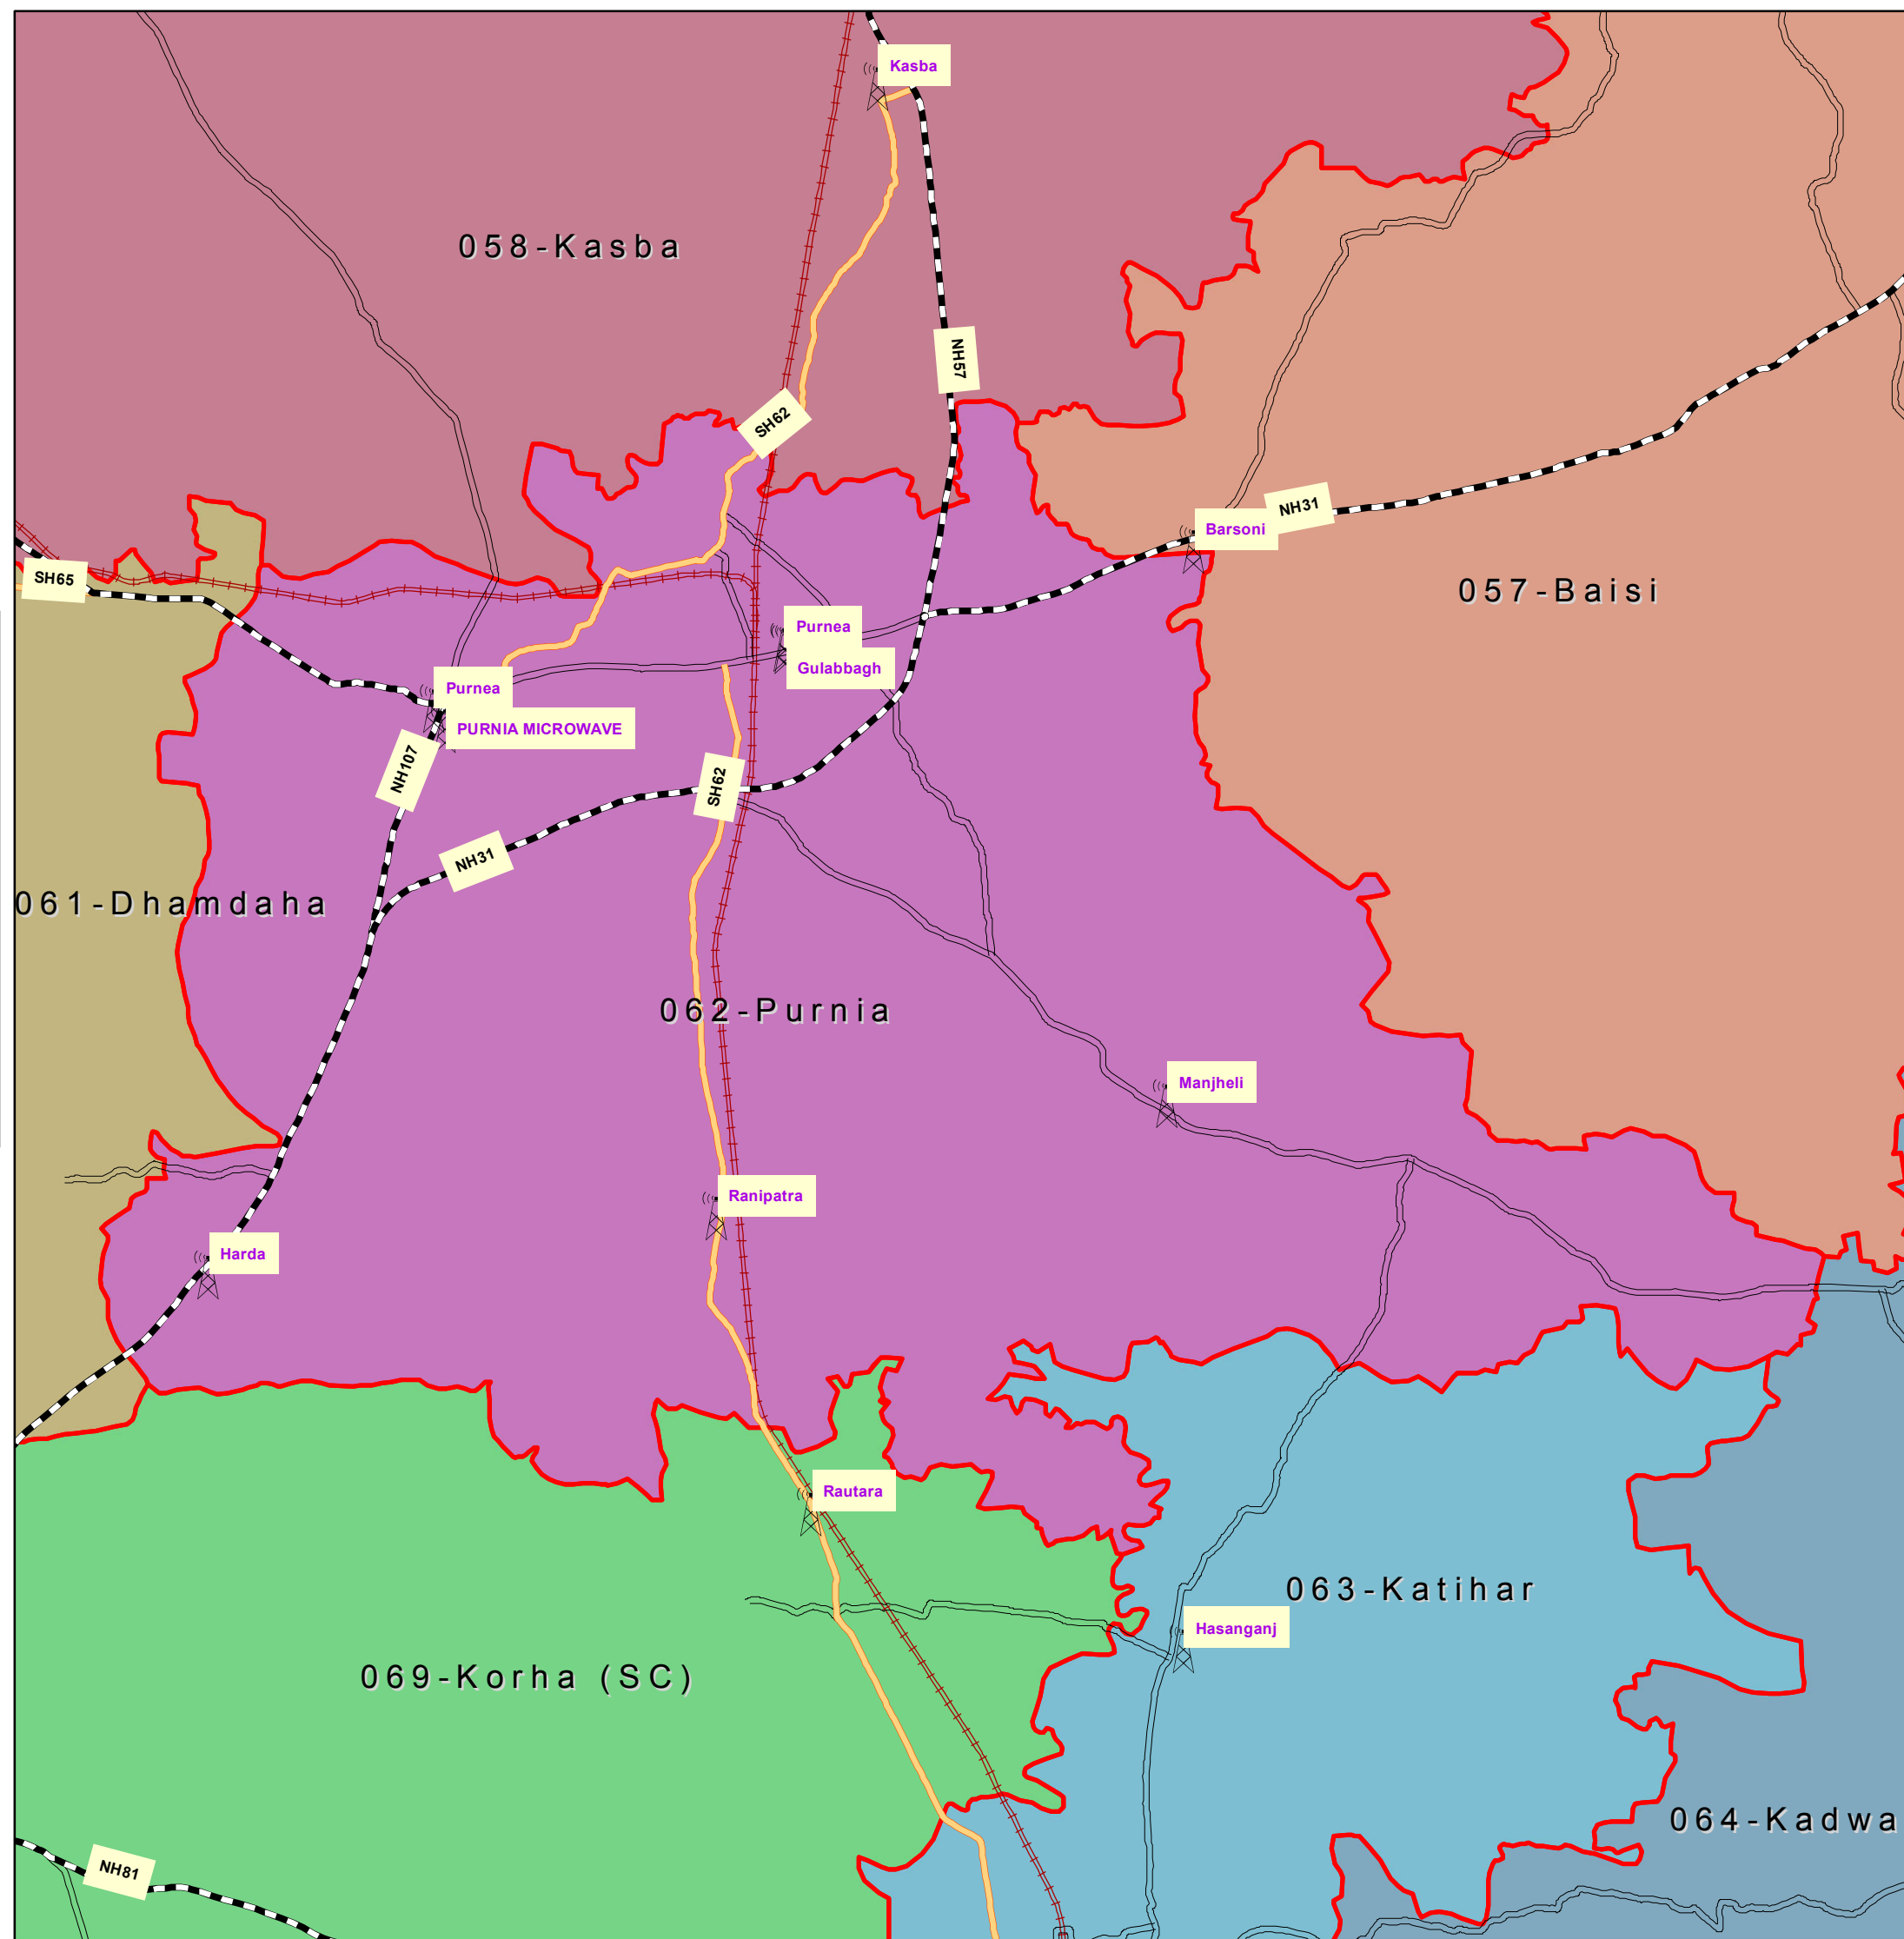 Kasba
058-Kasba
NH57
SH62
NH31
Barsoni
SH65
057-Baisi
Purnea
Gulabbagh
Purnea
PURNIA MICROWAVE
NH107
SH62
NH31
061-Dhamdaha
062-Purnia
Manjheli
Ranipatra
Harda
Rautara
063-Katihar
Hasanganj
069-Korha (SC)
064-Kadwa
NH81